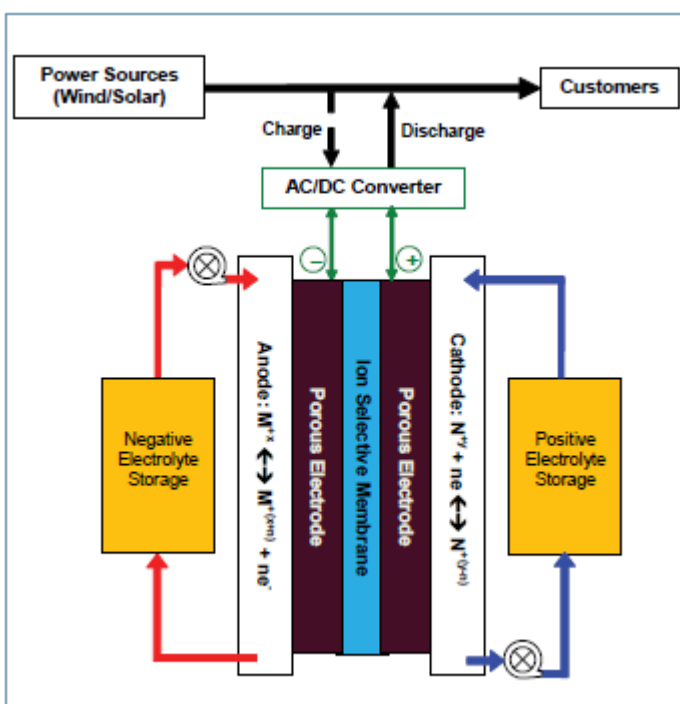 Power Sources
(Wind/Solar)
Customers
Charge
Discharge
AC/DC Converter
−
+
Negative
Electrolyte
Storage
Anode: M⁺ˣ ←→ M⁺⁽ˣ⁺ⁿ⁾ + ne⁻
Porous Electrode
Ion Selective Membrane
Porous Electrode
Cathode: N⁺ʸ + ne ←→ N⁺⁽ʸ⁻ⁿ⁾
Positive
Electrolyte
Storage